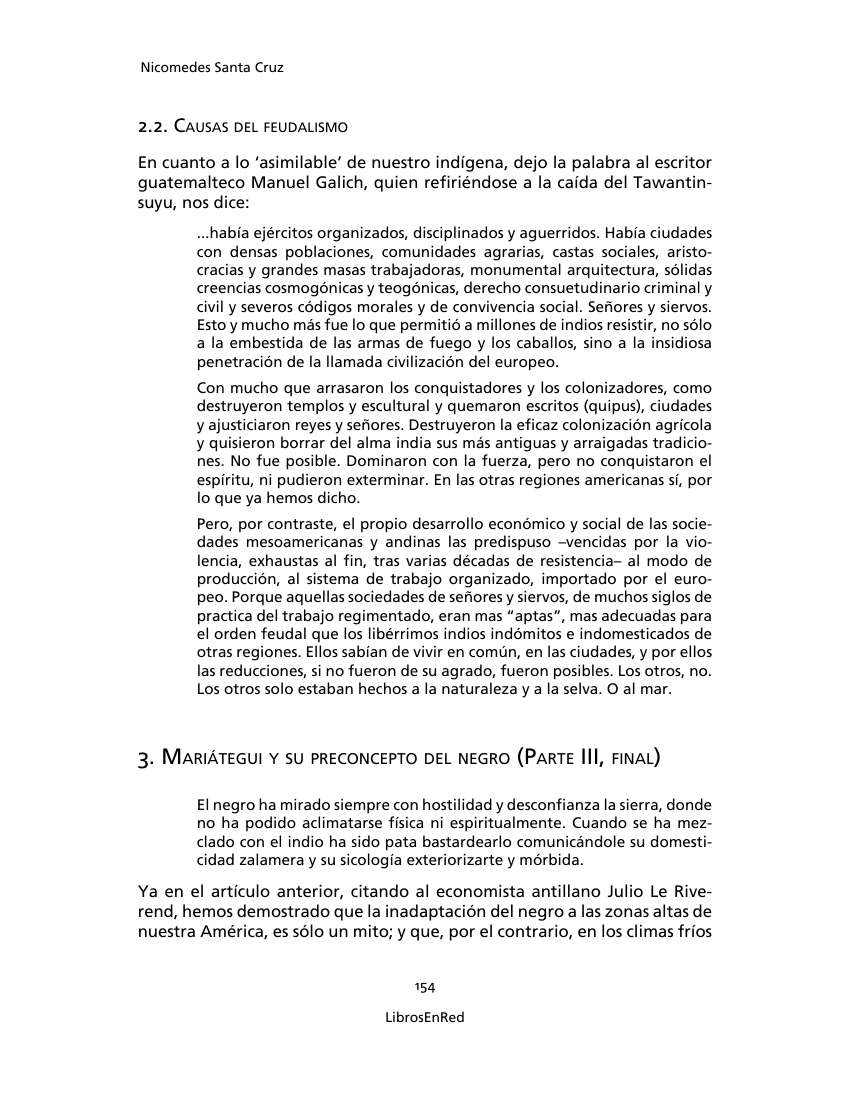 Nicomedes Santa Cruz
2.2. Causas del feudalismo
En cuanto a lo ‘asimilable’ de nuestro indígena, dejo la palabra al escritor
guatemalteco Manuel Galich, quien refiriéndose a la caída del Tawantin-
suyu, nos dice:
...había ejércitos organizados, disciplinados y aguerridos. Había ciudades
con densas poblaciones, comunidades agrarias, castas sociales, aristo-
cracias y grandes masas trabajadoras, monumental arquitectura, sólidas
creencias cosmogónicas y teogónicas, derecho consuetudinario criminal y
civil y severos códigos morales y de convivencia social. Señores y siervos.
Esto y mucho más fue lo que permitió a millones de indios resistir, no sólo
a la embestida de las armas de fuego y los caballos, sino a la insidiosa
penetración de la llamada civilización del europeo.
Con mucho que arrasaron los conquistadores y los colonizadores, como
destruyeron templos y escultural y quemaron escritos (quipus), ciudades
y ajusticiaron reyes y señores. Destruyeron la eficaz colonización agrícola
y quisieron borrar del alma india sus más antiguas y arraigadas tradicio-
nes. No fue posible. Dominaron con la fuerza, pero no conquistaron el
espíritu, ni pudieron exterminar. En las otras regiones americanas sí, por
lo que ya hemos dicho.
Pero, por contraste, el propio desarrollo económico y social de las socie-
dades mesoamericanas y andinas las predispuso –vencidas por la vio-
lencia, exhaustas al fin, tras varias décadas de resistencia– al modo de
producción, al sistema de trabajo organizado, importado por el euro-
peo. Porque aquellas sociedades de señores y siervos, de muchos siglos de
practica del trabajo regimentado, eran mas “aptas”, mas adecuadas para
el orden feudal que los libérrimos indios indómitos e indomesticados de
otras regiones. Ellos sabían de vivir en común, en las ciudades, y por ellos
las reducciones, si no fueron de su agrado, fueron posibles. Los otros, no.
Los otros solo estaban hechos a la naturaleza y a la selva. O al mar.
3. Mariátegui y su preconcepto del negro (Parte III, final)
El negro ha mirado siempre con hostilidad y desconfianza la sierra, donde
no ha podido aclimatarse física ni espiritualmente. Cuando se ha mez-
clado con el indio ha sido pata bastardearlo comunicándole su domesti-
cidad zalamera y su sicología exteriorizarte y mórbida.
Ya en el artículo anterior, citando al economista antillano Julio Le Rive-
rend, hemos demostrado que la inadaptación del negro a las zonas altas de
nuestra América, es sólo un mito; y que, por el contrario, en los climas fríos
154
LibrosEnRed